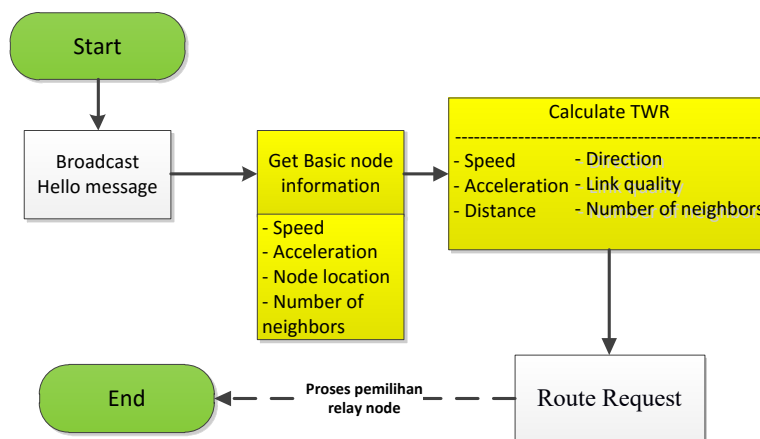 Start
Broadcast
Hello message
Get Basic node
information
- Speed
- Acceleration
- Node location
- Number of
neighbors
Calculate TWR
--------------------------------------------------
- Speed
- Acceleration
- Distance
- Direction
- Link quality
- Number of neighbors
Route Request
Proses pemilihan
relay node
End